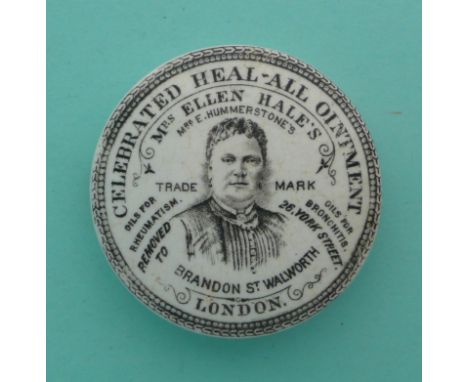 CELEBRATED HEAL-ALL OINTMENT
MRS ELLEN HALE'S
MRS E. HUMMERSTONE'S
TRADE MARK
OILS FOR
RHEUMATISM.
OILS FOR
BRONCHITIS.
REMOVED
TO
26, YORK STREET
BRANDON ST WALWORTH
LONDON.